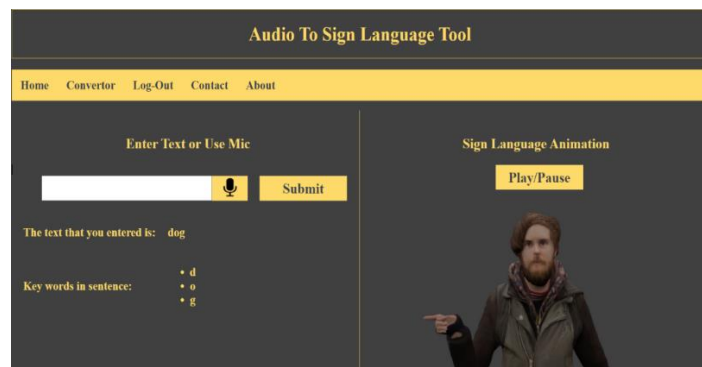 Audio To Sign Language Tool
Home Convertor Log-Out Contact About
Enter Text or Use Mic
Submit
The text that you entered is: dog
Key words in sentence:
• d
• o
• g
Sign Language Animation
Play/Pause